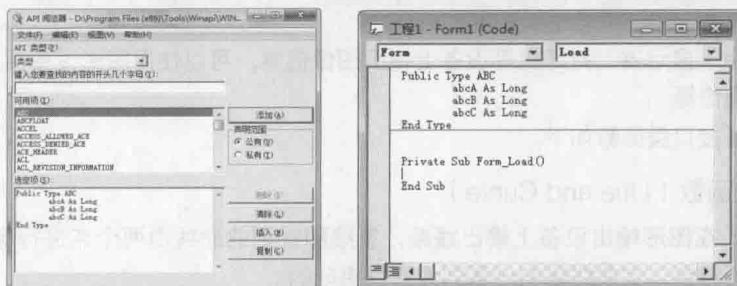 API 阅览器 - D:\Program Files (x86)\Tools\Winapi\WIN...
文件(F) 编辑(E) 视图(V) 帮助(H)
API 类型(P):
类型
键入您要查找的内容的开头几个字母(Y):
可用项(I):
ABC
ABCFLOAT
ACCEL
ACCESS_ALLOWED_ACE
ACCESS_DENIED_ACE
ACE_HEADER
ACL
ACL_REVISION_INFORMATION
添加(A)
声明范围
公有(U)
私有(I)
选定项(S):
Public Type ABC
abcA As Long
abcB As Long
abcC As Long
End Type
清除(L)
插入(N)
复制(C)
工程1 - Form1 (Code)
Form
Load
Public Type ABC
abcA As Long
abcB As Long
abcC As Long
End Type
Private Sub Form_Load()
End Sub